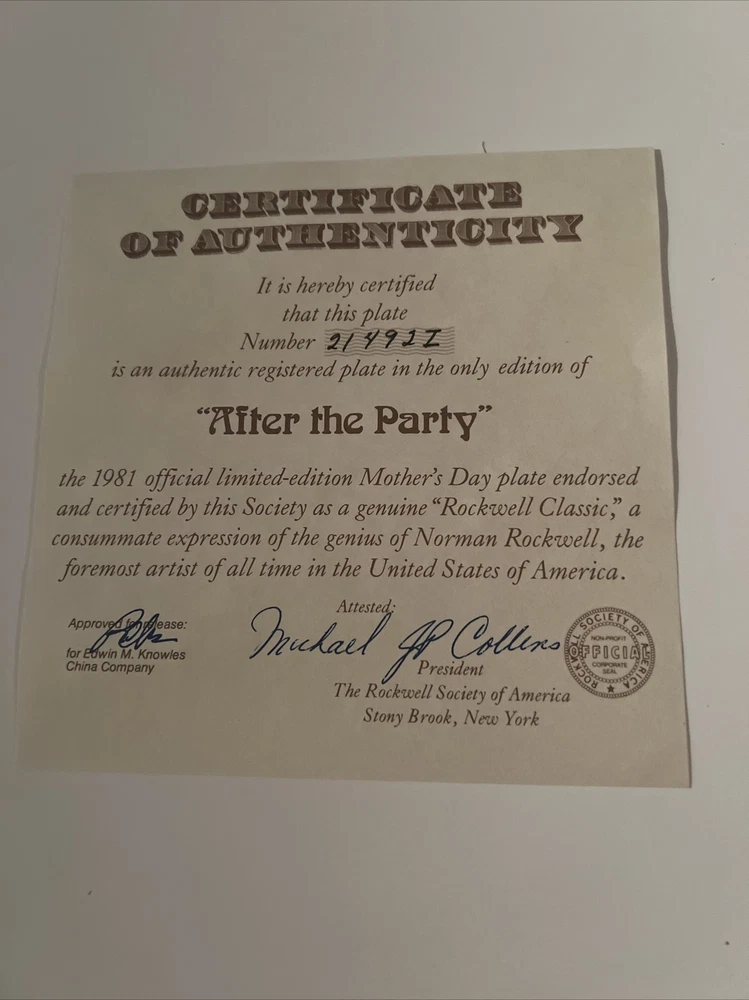 CERTIFICATE
OF AUTHENTICITY
It is hereby certified
that this plate
Number 21492I
is an authentic registered plate in the only edition of
“After the Party”
the 1981 official limited-edition Mother's Day plate endorsed
and certified by this Society as a genuine “Rockwell Classic,” a
consummate expression of the genius of Norman Rockwell, the
foremost artist of all time in the United States of America.
Attested:
Approved for release:
for Edwin M. Knowles
China Company
Michael JP Collins
President
The Rockwell Society of America
Stony Brook, New York
ROCKWELL SOCIETY OF AMERICA
NON-PROFIT
OFFICIAL
CORPORATE
SEAL